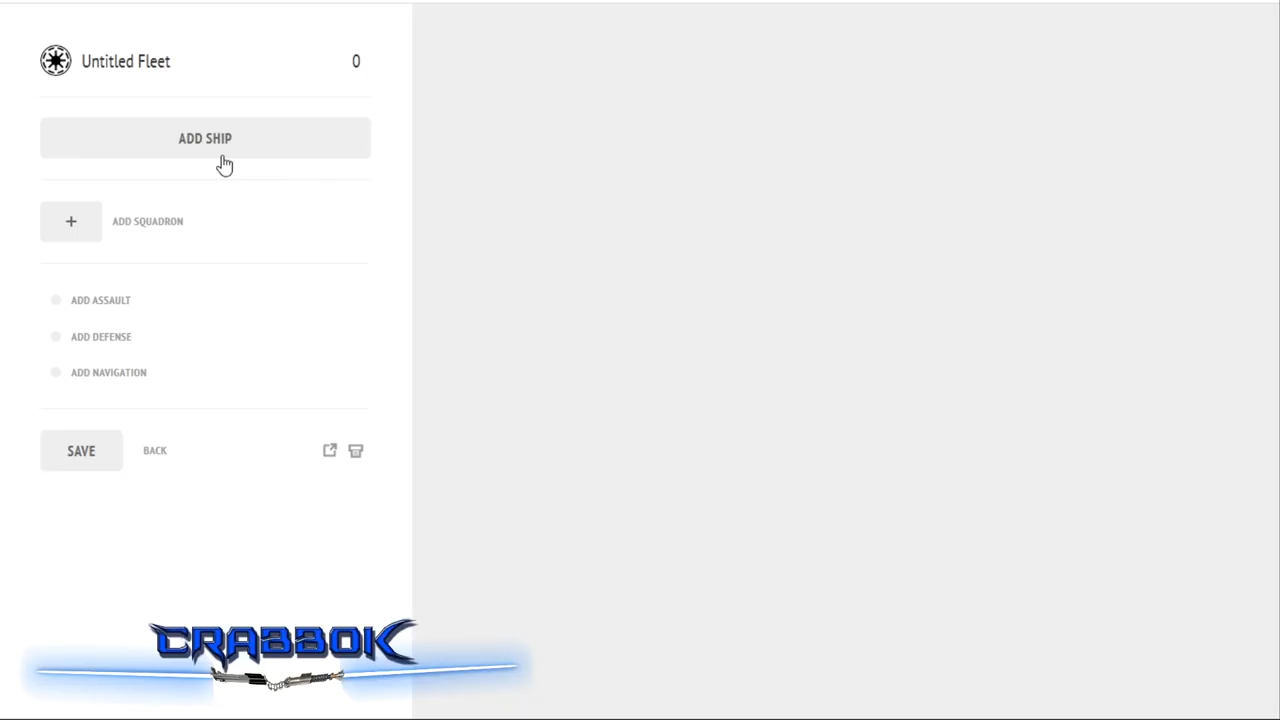 Untitled Fleet 0
ADD SHIP
+ ADD SQUADRON
ADD ASSAULT
ADD DEFENSE
ADD NAVIGATION
SAVE BACK
CRABBOK